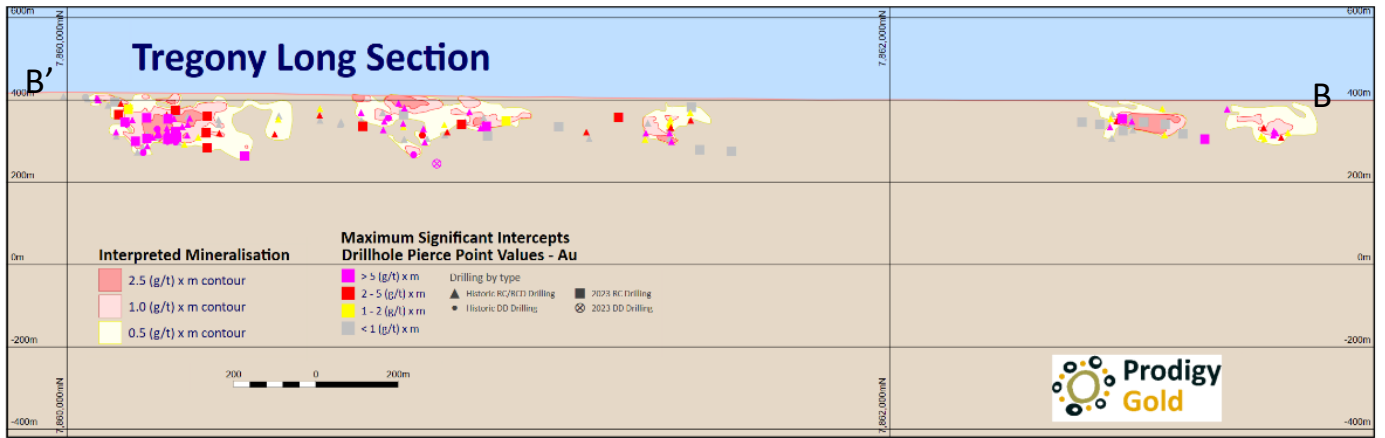 600m
600m
7,860,000mN
7,862,000mN
Tregony Long Section
B’
B
400m
400m
200m
200m
0m
0m
-200m
-200m
-400m
-400m
Interpreted Mineralisation
2.5 (g/t) x m contour
1.0 (g/t) x m contour
0.5 (g/t) x m contour
Maximum Significant Intercepts
Drillhole Pierce Point Values - Au
> 5 (g/t) x m
2 - 5 (g/t) x m
1 - 2 (g/t) x m
< 1 (g/t) x m
Drilling by type
Historic RC/RCD Drilling
2023 RC Drilling
Historic DD Drilling
2023 DD Drilling
200 0 200m
7,860,000mN
7,862,000mN
Prodigy
Gold